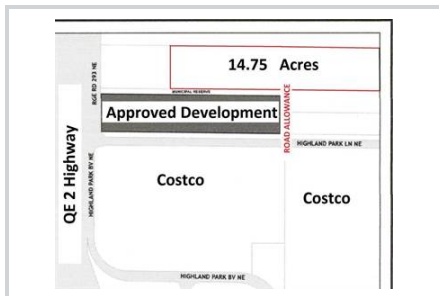 14.75 Acres
RGE RD 293 NE
MUNICIPAL RESERVE
Approved Development
ROAD ALLOWANCE
HIGHLAND PARK LN NE
QE 2 Highway
HIGHLAND PARK BV NE
Costco
Costco
HIGHLAND PARK BV NE